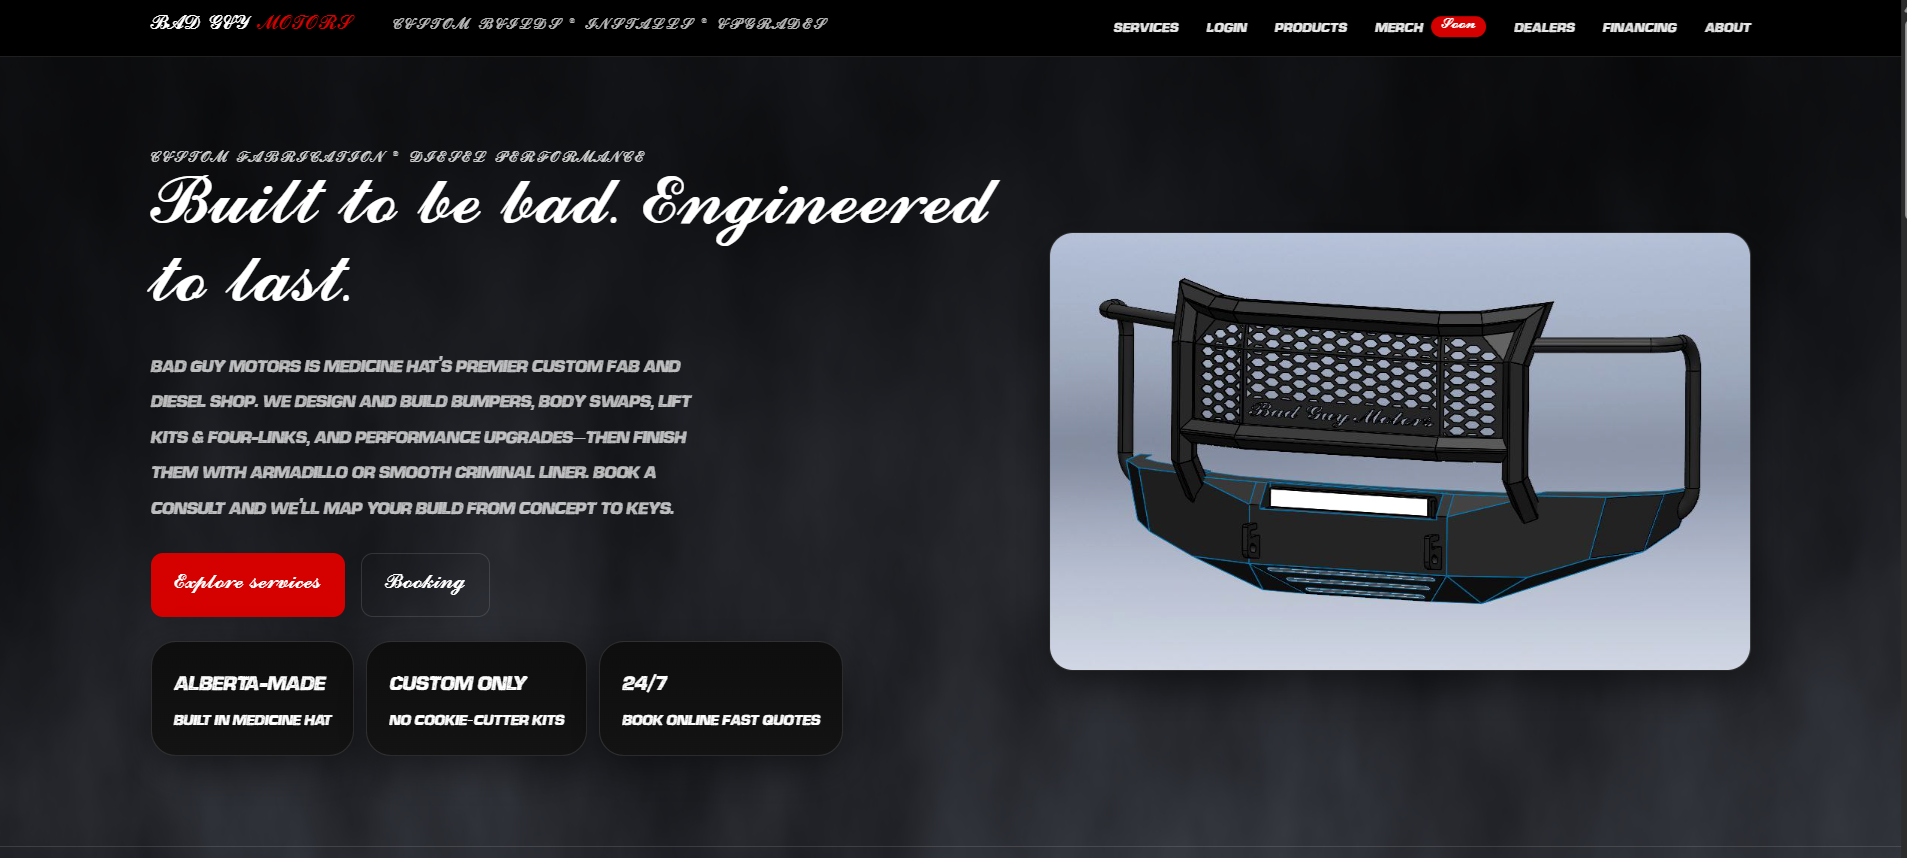 BAD GUY MOTORS
CUSTOM BUILDS • INSTALLS • UPGRADES
SERVICES LOGIN PRODUCTS MERCH Soon DEALERS FINANCING ABOUT
CUSTOM FABRICATION • DIESEL PERFORMANCE
Built to be bad. Engineered
to last.
BAD GUY MOTORS IS MEDICINE HAT'S PREMIER CUSTOM FAB AND
DIESEL SHOP. WE DESIGN AND BUILD BUMPERS, BODY SWAPS, LIFT
KITS & FOUR-LINKS, AND PERFORMANCE UPGRADES—THEN FINISH
THEM WITH ARMADILLO OR SMOOTH CRIMINAL LINER. BOOK A
CONSULT AND WE'LL MAP YOUR BUILD FROM CONCEPT TO KEYS.
Bad Guy Motors
Explore services
Booking
ALBERTA-MADE
BUILT IN MEDICINE HAT
CUSTOM ONLY
NO COOKIE-CUTTER KITS
24/7
BOOK ONLINE FAST QUOTES